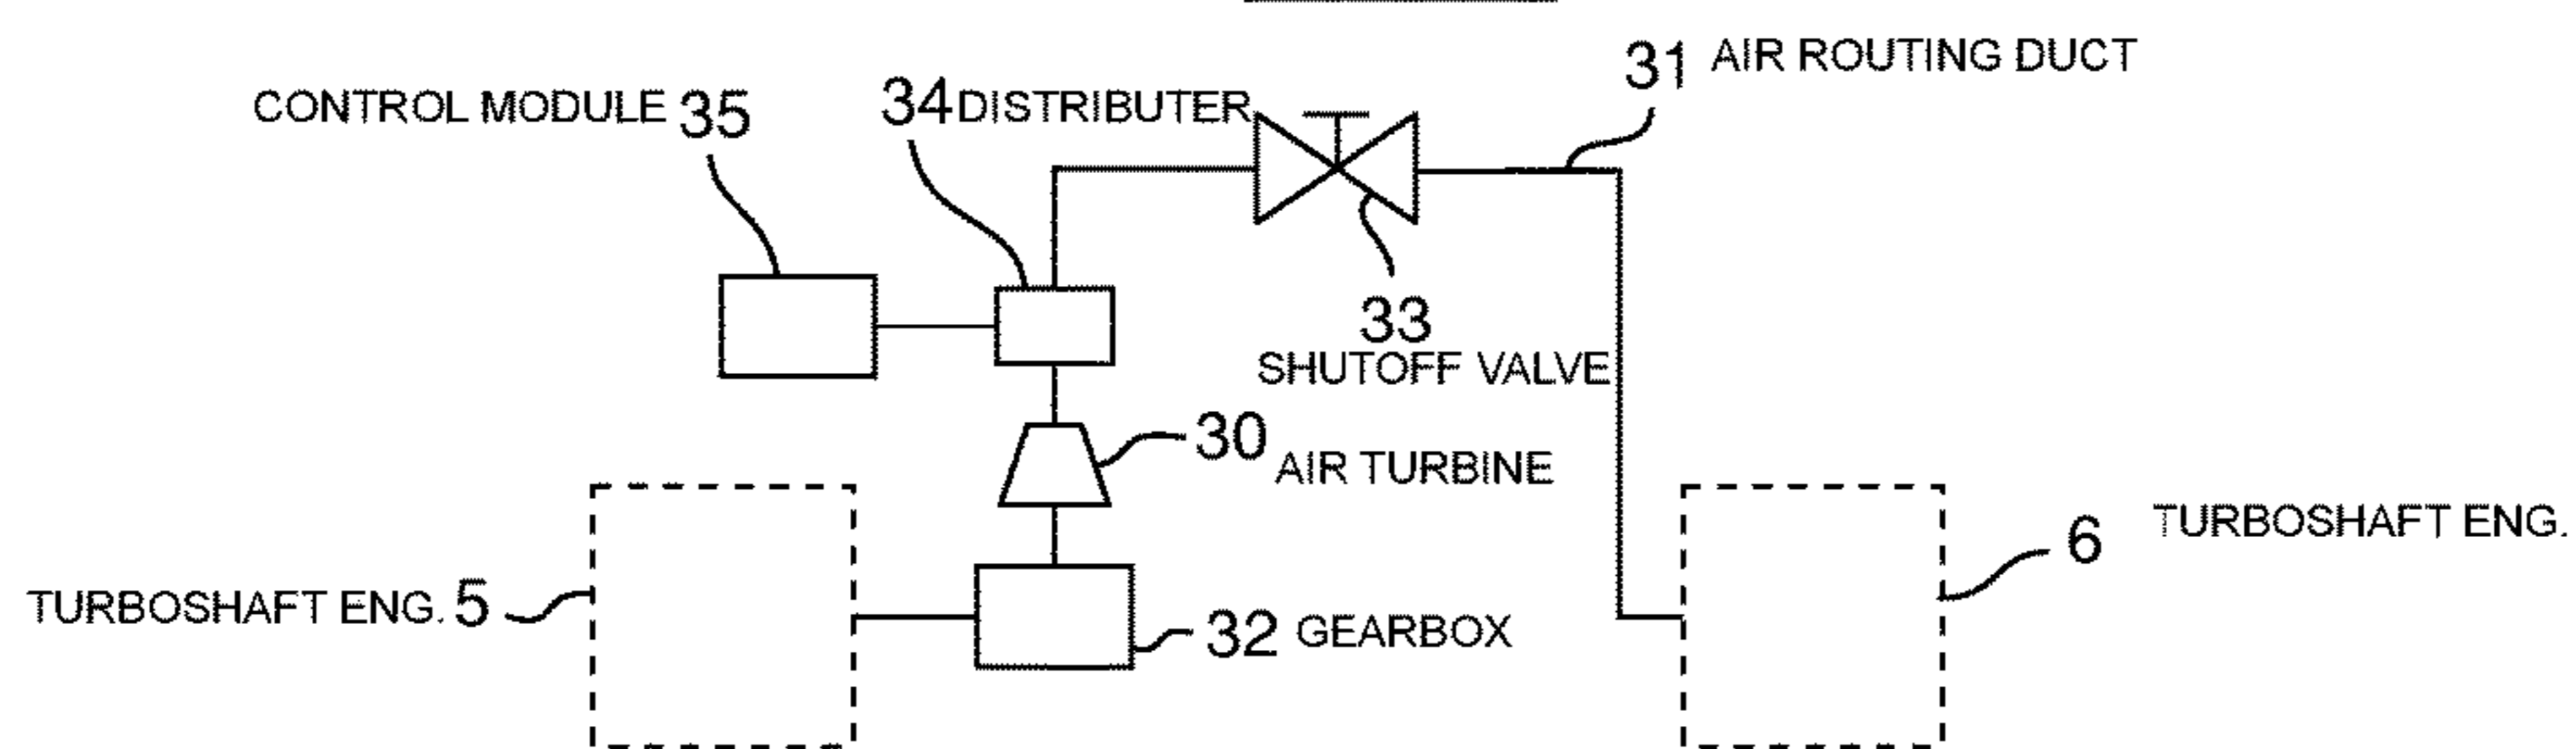 31 AIR ROUTING DUCT
CONTROL MODULE 35
34 DISTRIBUTER
33
SHUTOFF VALVE
30 AIR TURBINE
TURBOSHAFT ENG. 5
32 GEARBOX
6 TURBOSHAFT ENG.